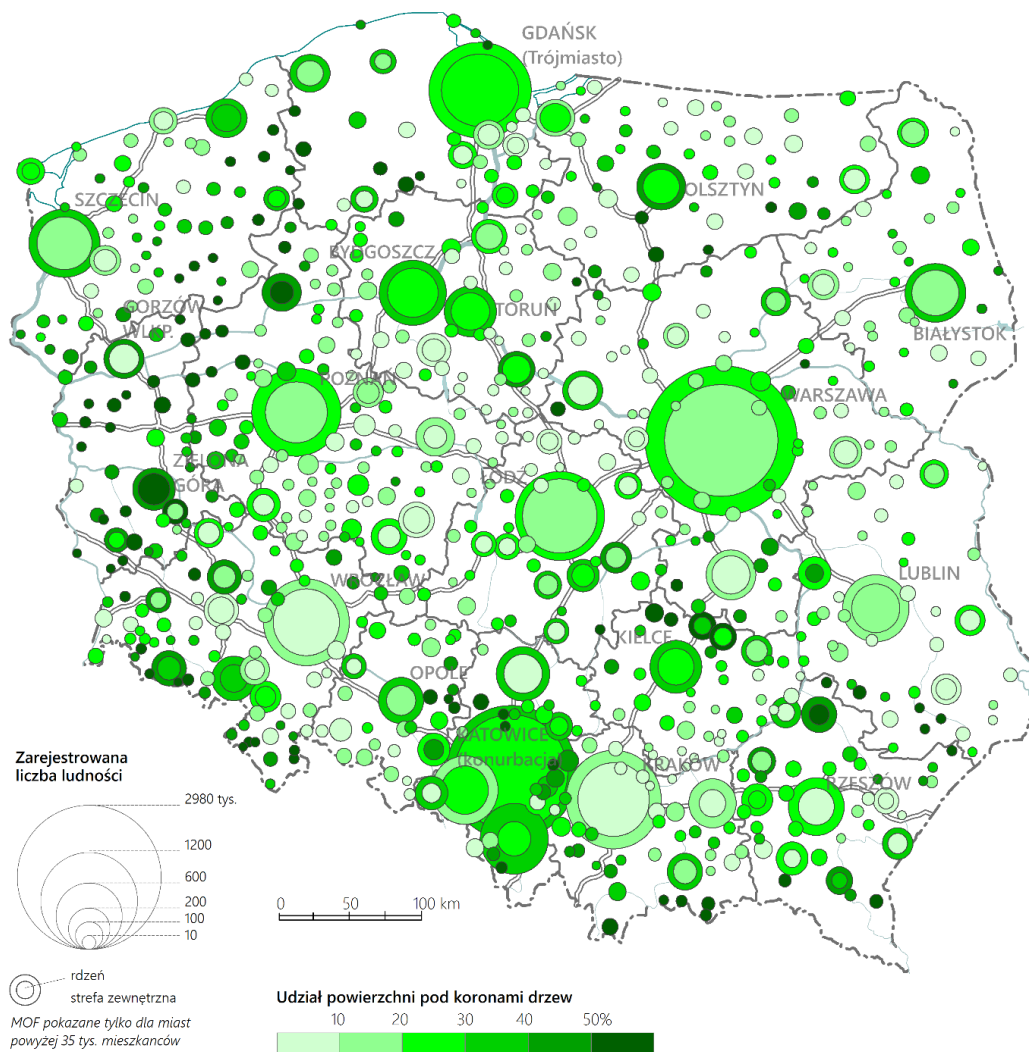 GDAŃSK
(Trójmiasto)
SZCZECIN
OLSZTYN
BYDGOSZCZ
GORZÓW
WLKP.
TORUŃ
BIAŁYSTOK
POZNAŃ
WARSZAWA
ZIELONA
GÓRA
ŁÓDŹ
WROCŁAW
LUBLIN
KIELCE
OPOLE
KATOWICE
(konurbacja)
KRAKÓW
RZESZÓW
Zarejestrowana
liczba ludności
2980 tys.
1200
600
200
100
10
0 50 100 km
rdzeń
strefa zewnętrzna
MOF pokazane tylko dla miast
powyżej 35 tys. mieszkańców
Udział powierzchni pod koronami drzew
10 20 30 40 50%